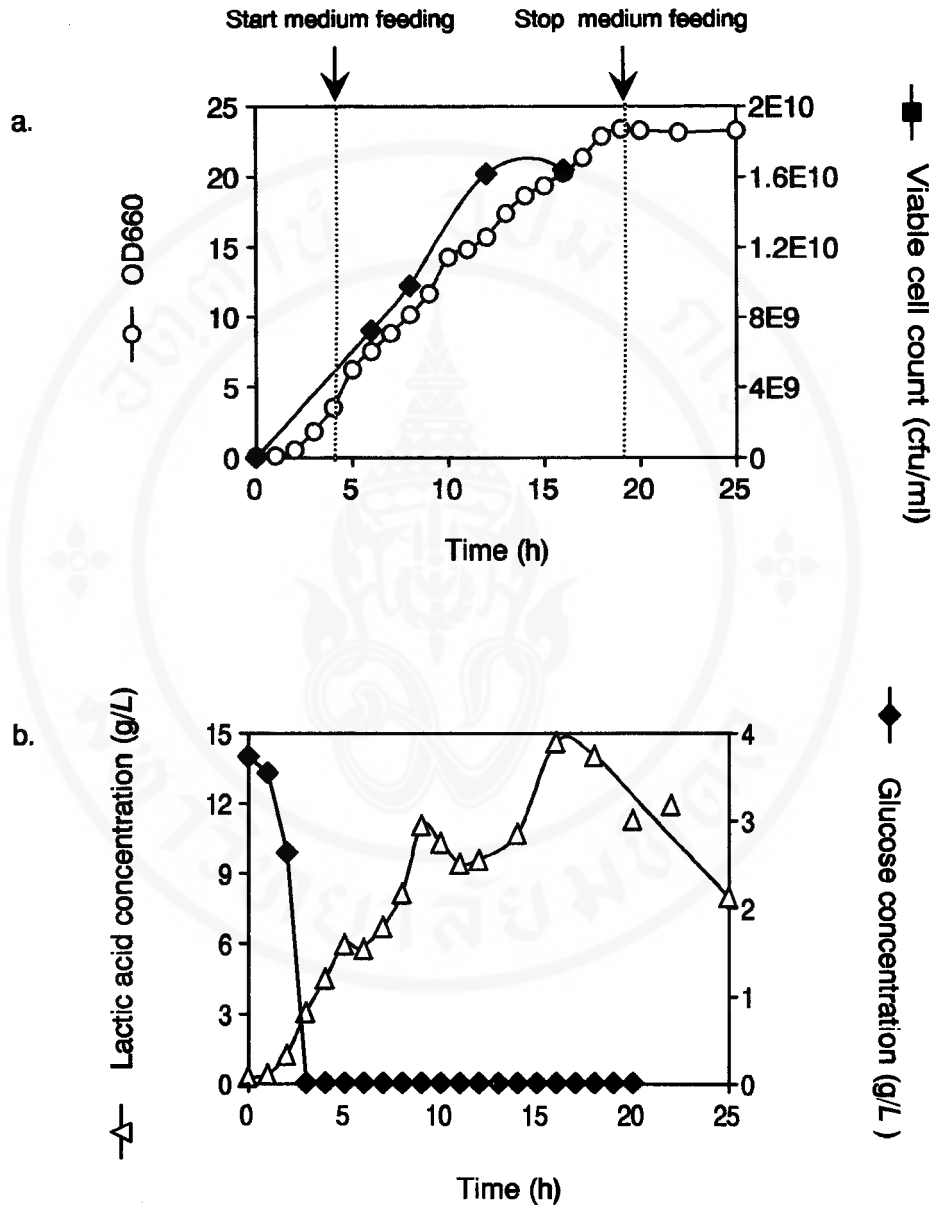 Start medium feeding
Stop medium feeding
a.
25
20
15
10
5
0
2E10
1.6E10
1.2E10
8E9
4E9
0
OD660
Viable cell count (cfu/ml)
0 5 10 15 20 25
Time (h)
b.
15
12
9
6
3
0
4
3
2
1
0
Lactic acid concentration (g/L)
Glucose concentration (g/L)
0 5 10 15 20 25
Time (h)